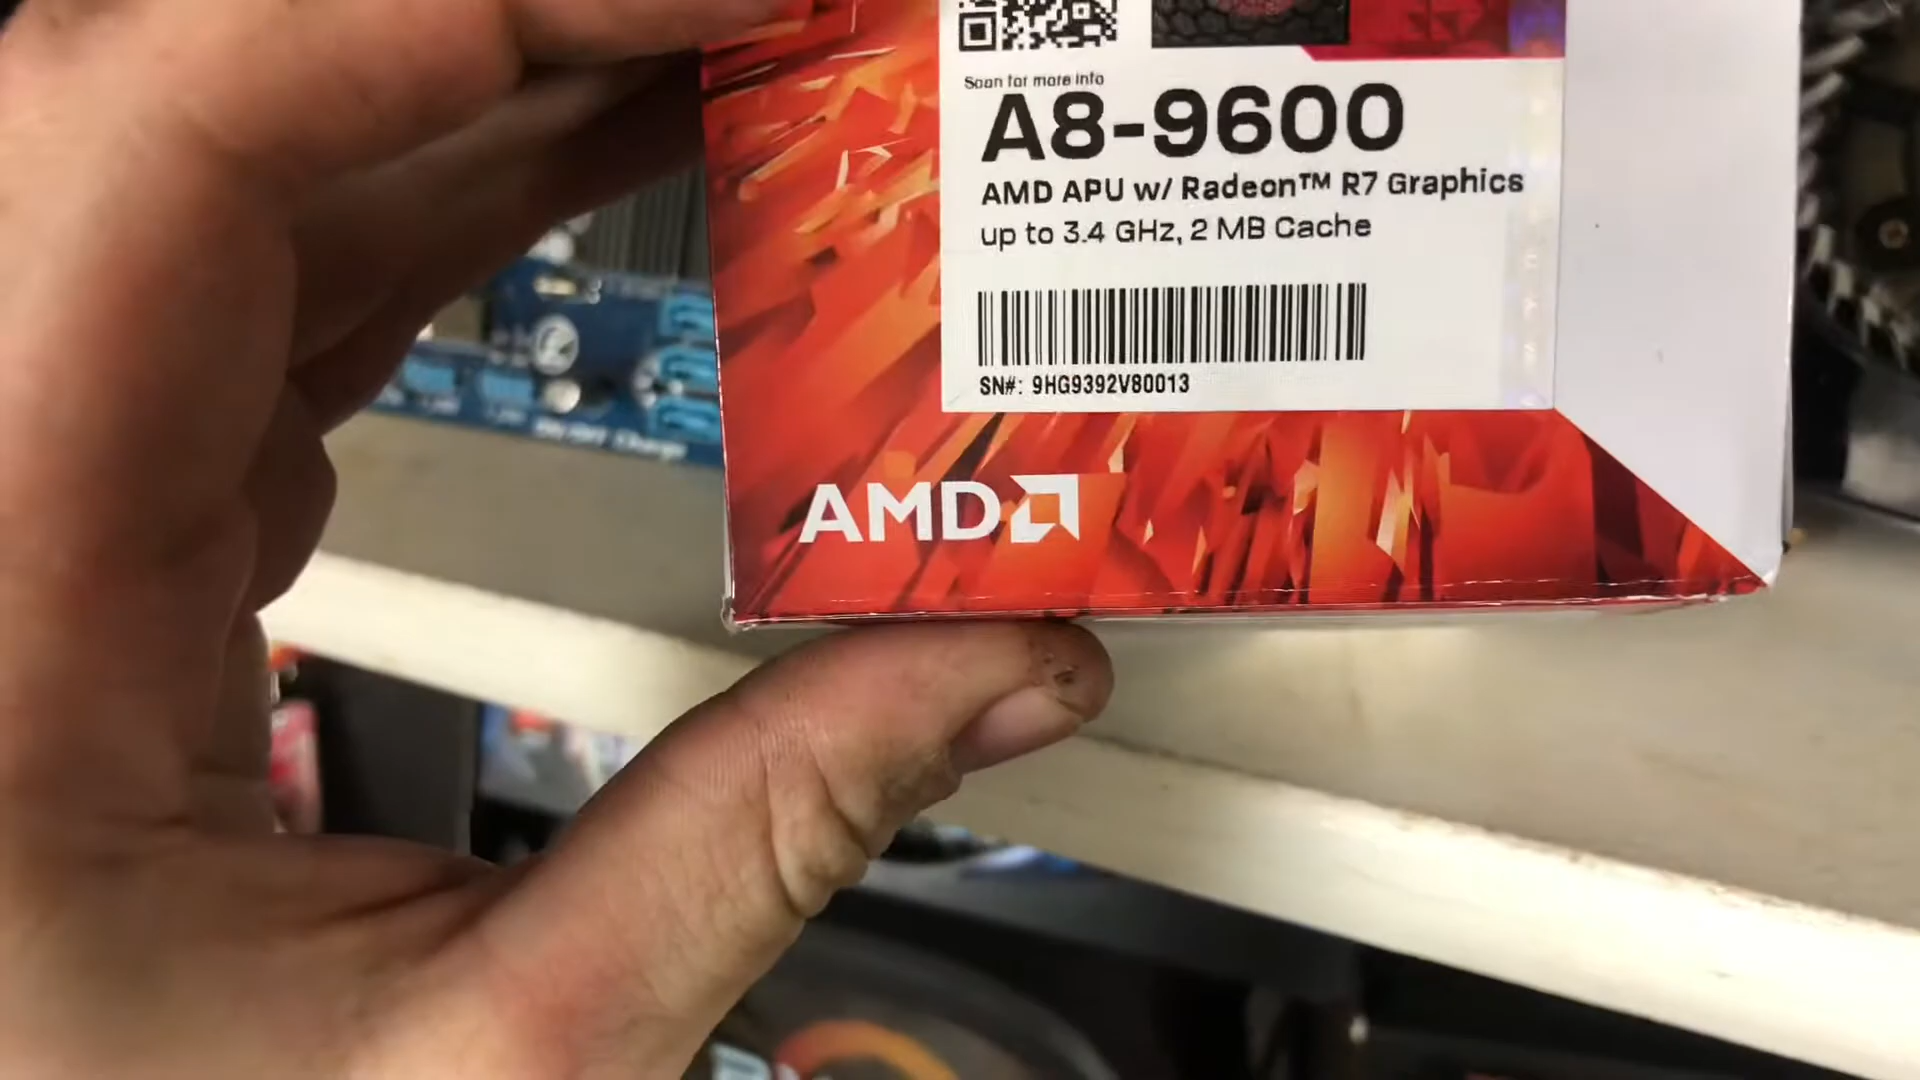 Scan for more info
A8-9600
AMD APU w/ Radeon™ R7 Graphics
up to 3.4 GHz, 2 MB Cache
SN#: 9HG9392V80013
AMD